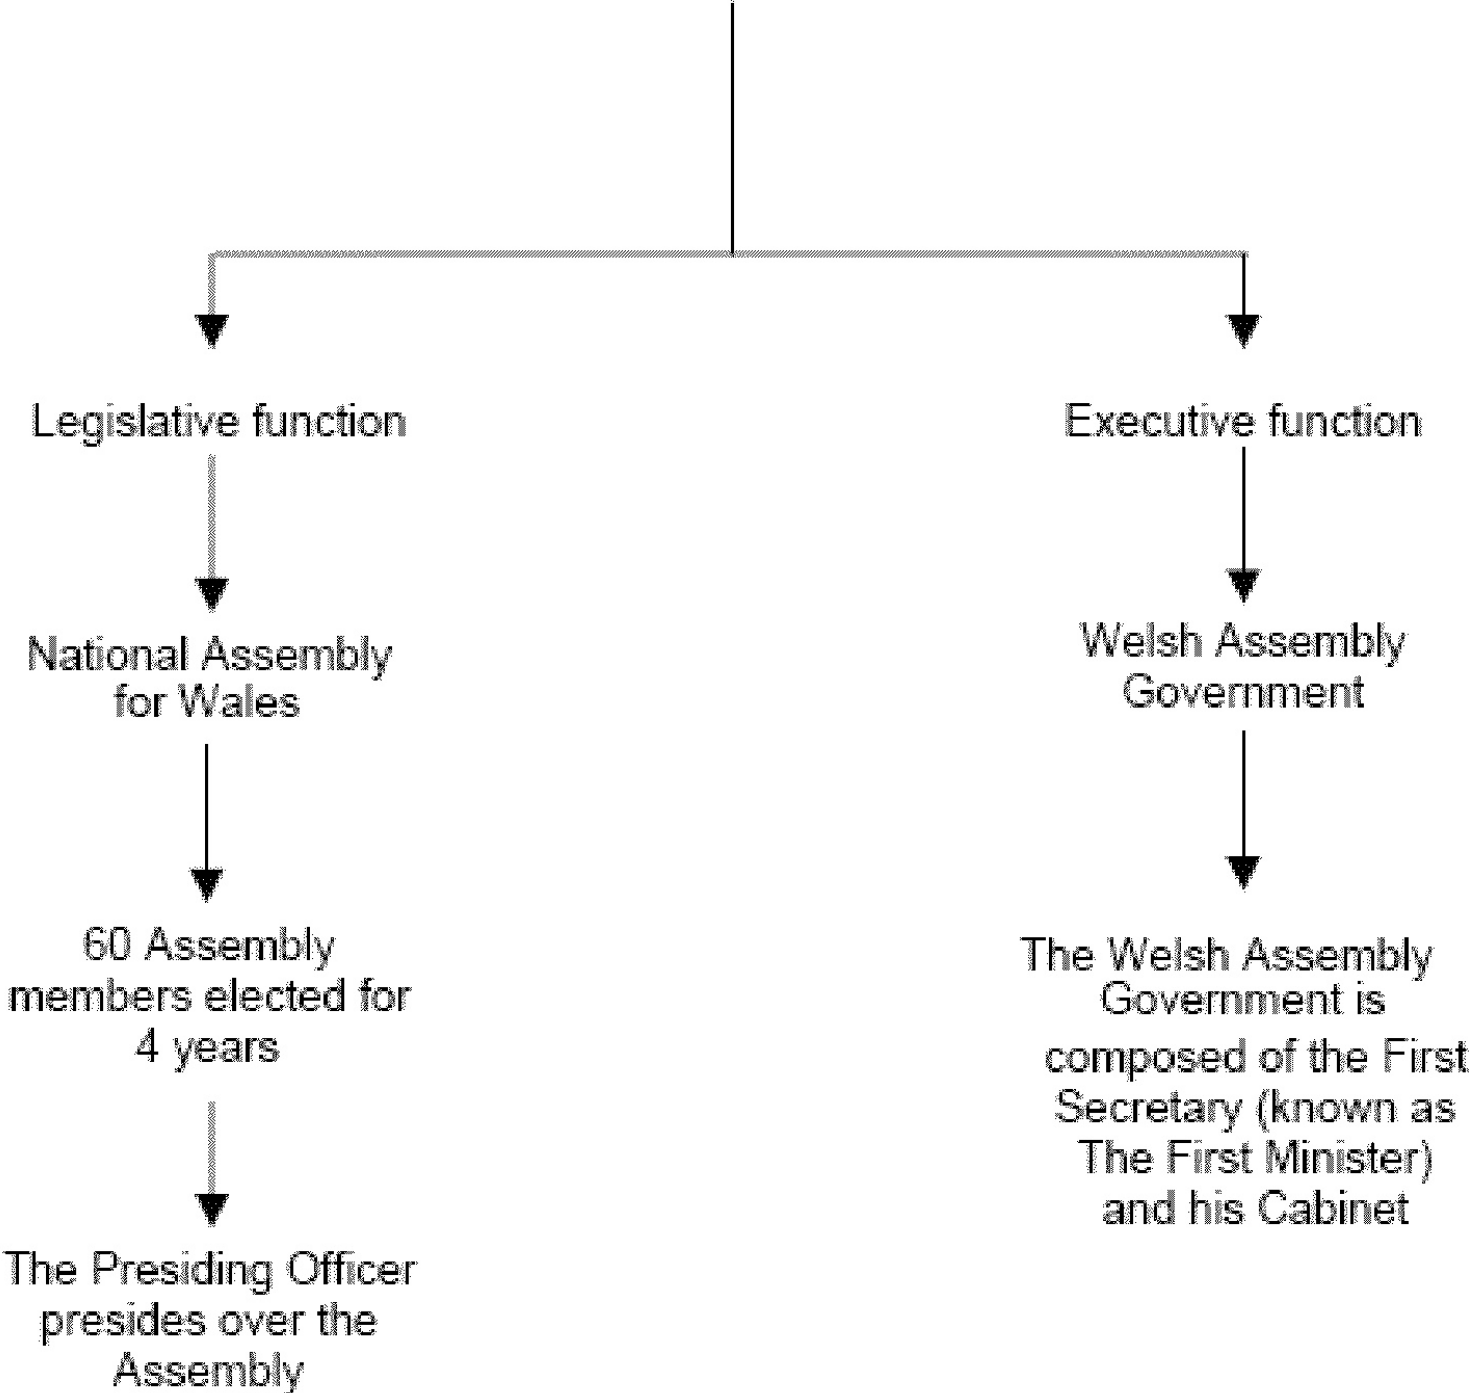 Legislative function
National Assembly
for Wales
60 Assembly
members elected for
4 years
The Presiding Officer
presides over the
Assembly
Executive function
Welsh Assembly
Government
The Welsh Assembly
Government is
composed of the First
Secretary (known as
The First Minister)
and his Cabinet